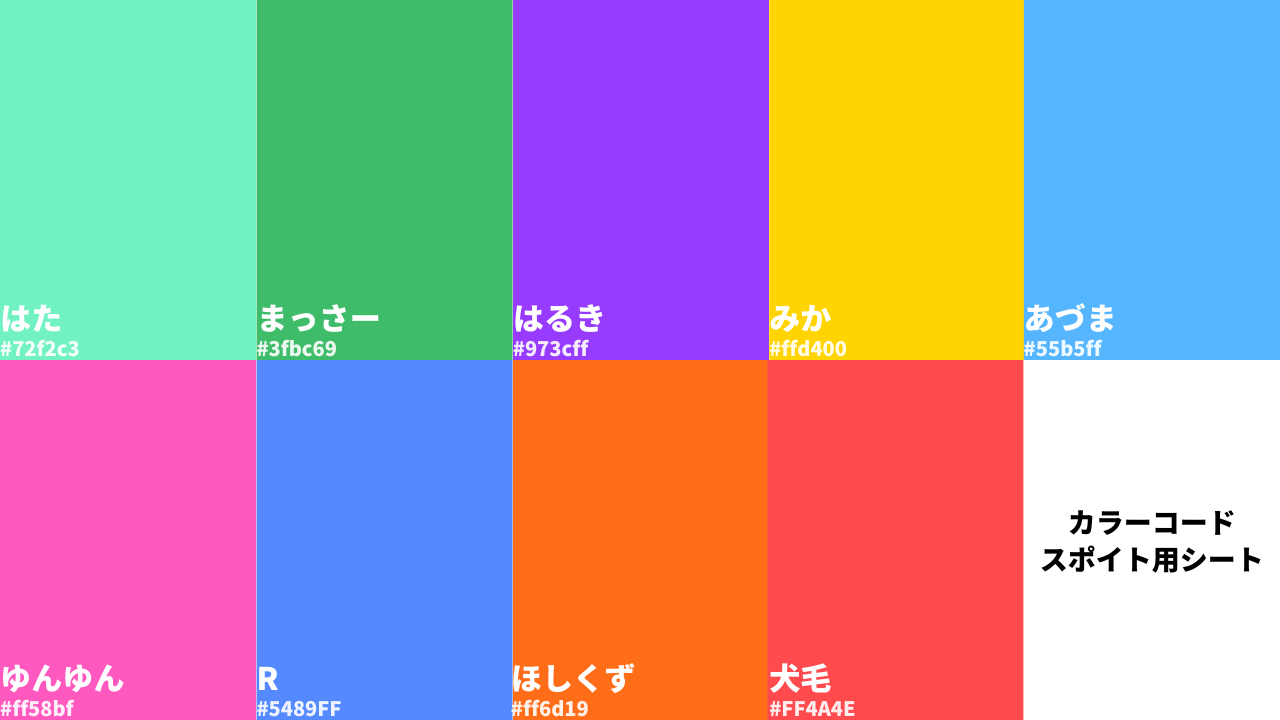 はた
#72f2c3
まっさー
#3fbc69
はるき
#973cff
みか
#ffd400
あづま
#55b5ff
ゆんゆん
#ff58bf
R
#5489FF
ほしくず
#ff6d19
犬毛
#FF4A4E
カラーコード
スポイト用シート